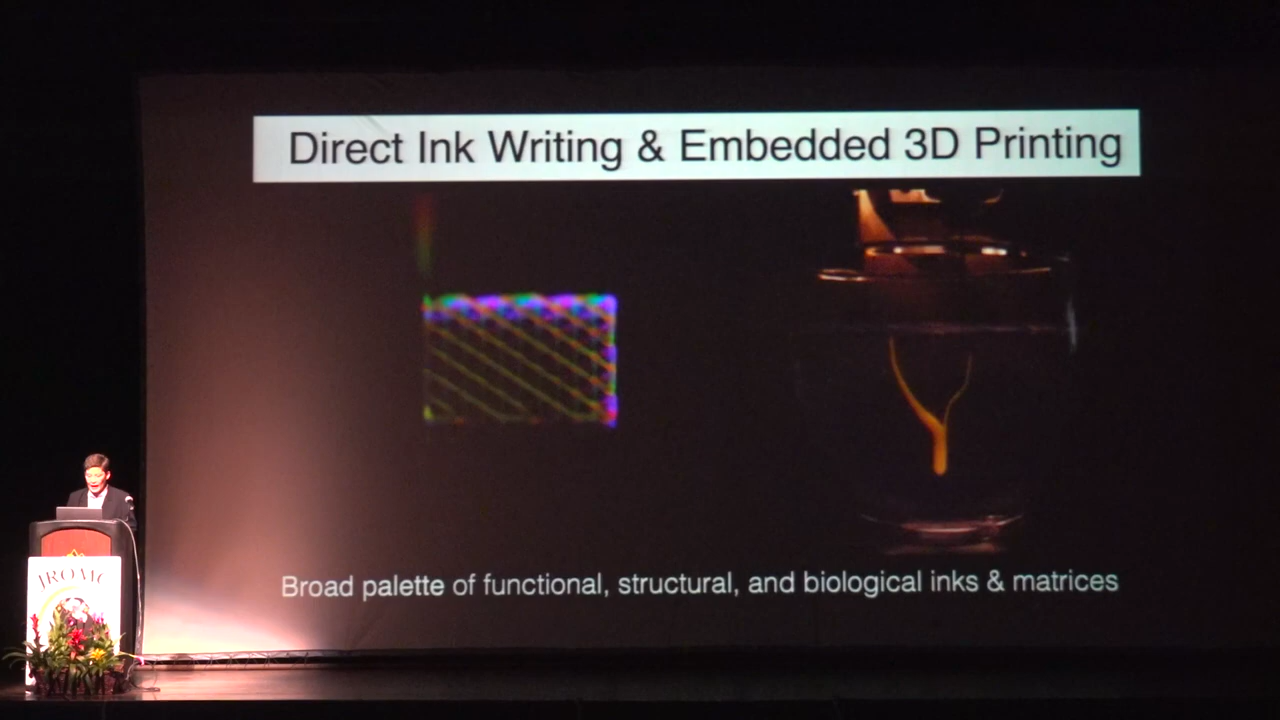 Direct Ink Writing & Embedded 3D Printing
Broad palette of functional, structural, and biological inks & matrices